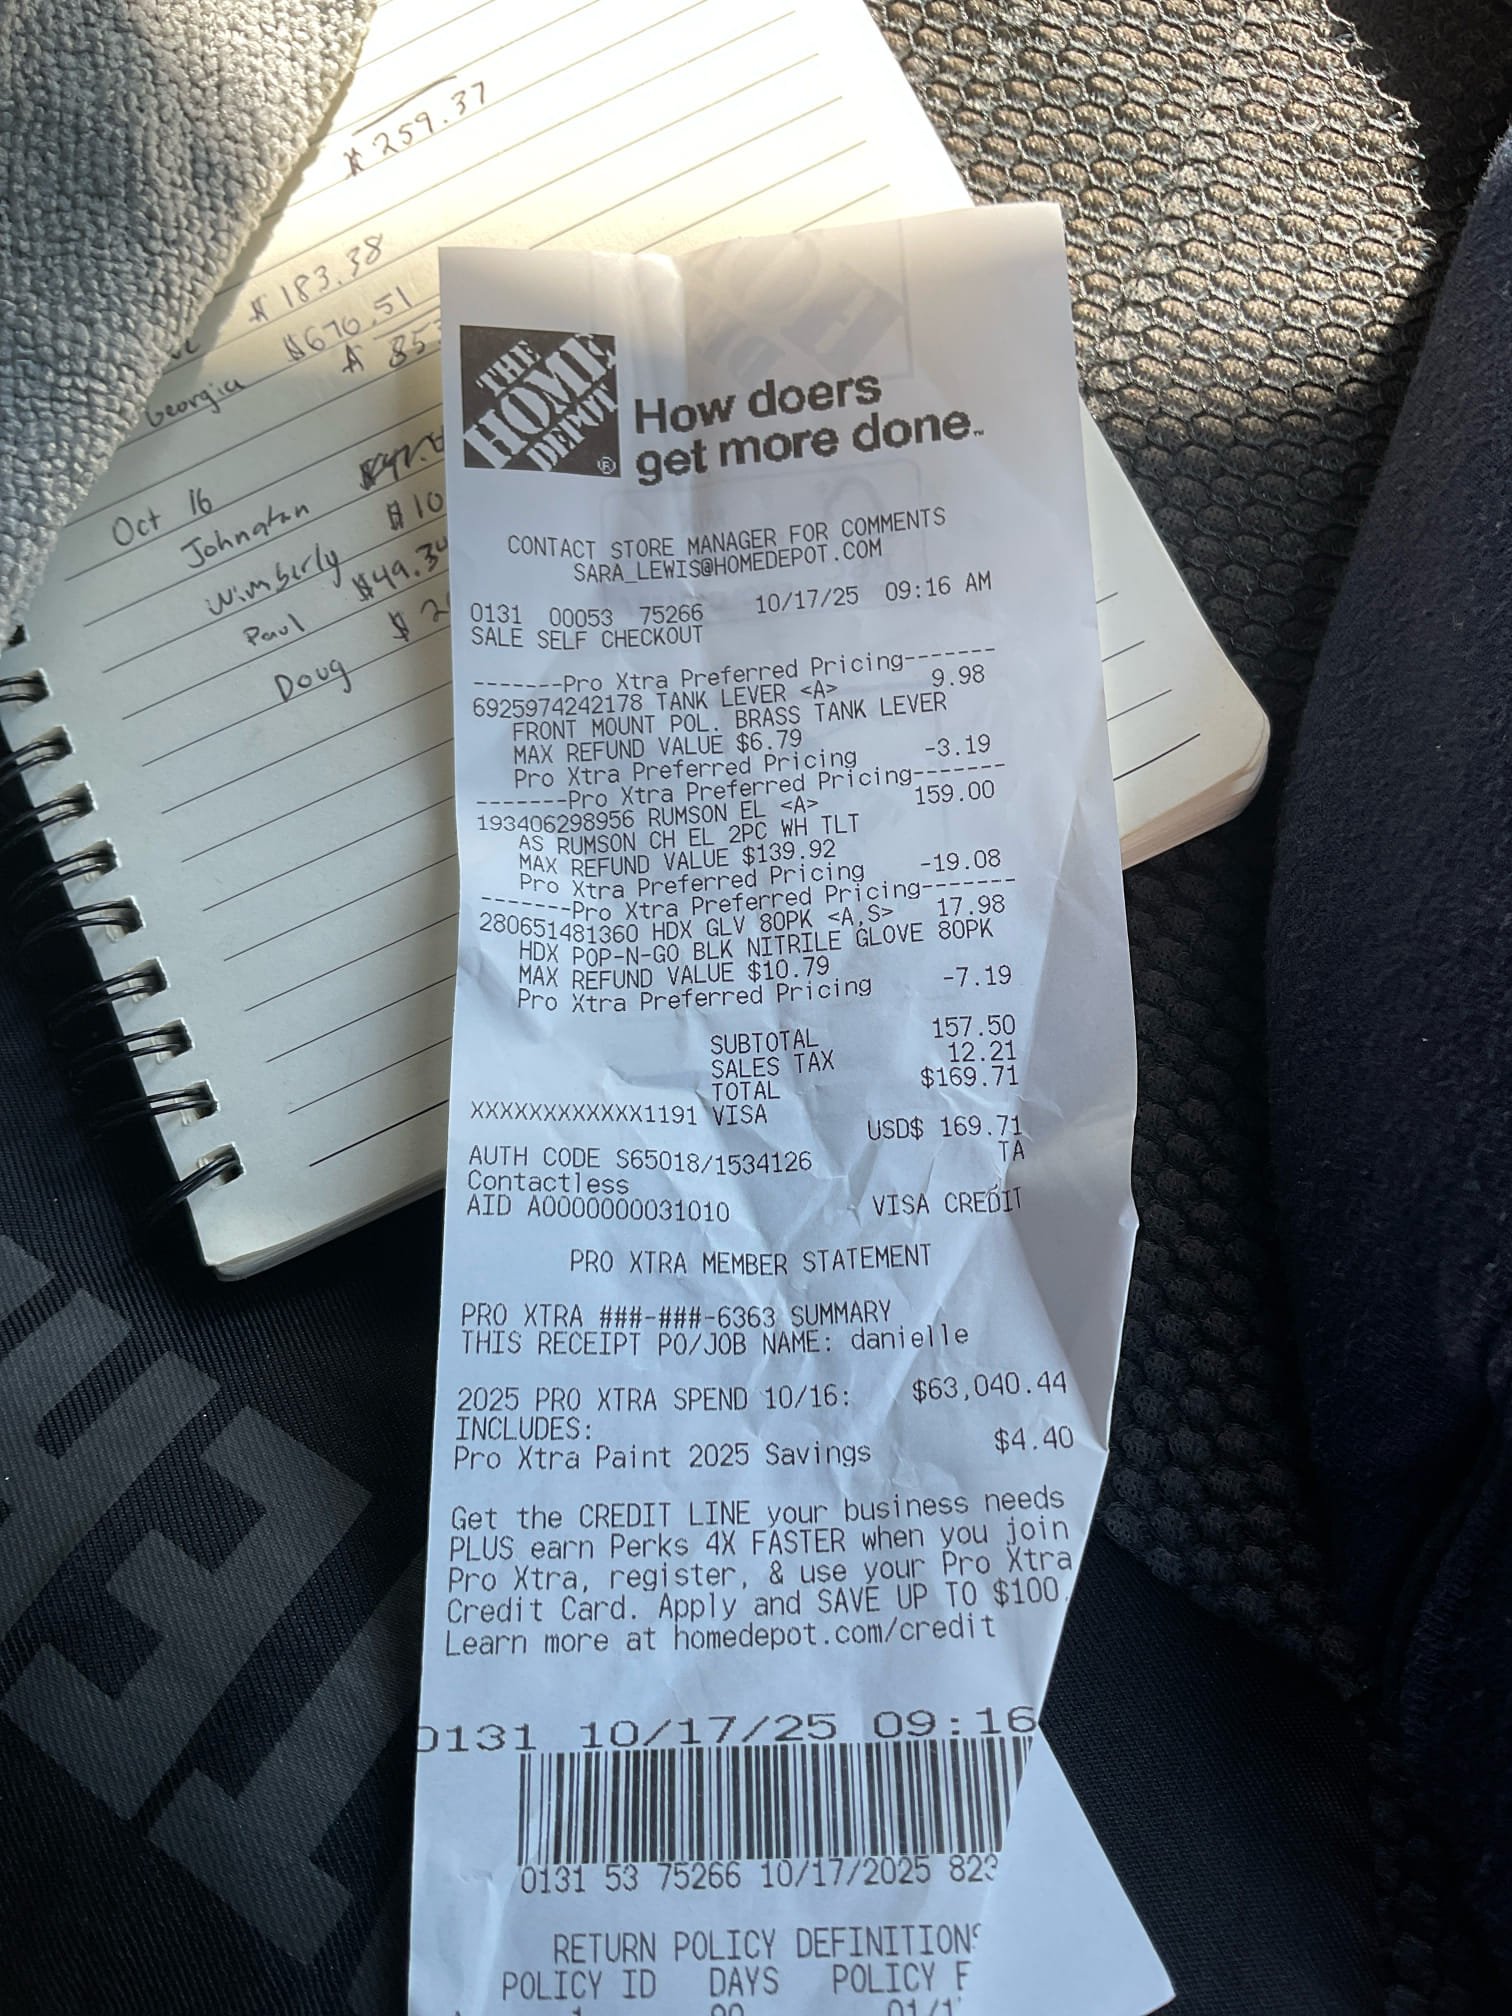 $259.37
$183.38
$670.51
Georgia
$ 853
Oct 16
Johnatan
Wimberly $10
Paul $49.34
Doug $2
THE HOME DEPOT ®
How doers
get more done.™
CONTACT STORE MANAGER FOR COMMENTS
SARA_LEWIS@HOMEDEPOT.COM
0131 00053 75266 10/17/25 09:16 AM
SALE SELF CHECKOUT
-------Pro Xtra Preferred Pricing-------
6925974242178 TANK LEVER <A> 9.98
FRONT MOUNT POL. BRASS TANK LEVER
MAX REFUND VALUE $6.79
Pro Xtra Preferred Pricing -3.19
-------Pro Xtra Preferred Pricing-------
193406298956 RUMSON EL <A> 159.00
AS RUMSON CH EL 2PC WH TLT
MAX REFUND VALUE $139.92
Pro Xtra Preferred Pricing -19.08
-------Pro Xtra Preferred Pricing-------
280651481360 HDX GLV 80PK <A,S> 17.98
HDX POP-N-GO BLK NITRILE GLOVE 80PK
MAX REFUND VALUE $10.79
Pro Xtra Preferred Pricing -7.19
SUBTOTAL 157.50
SALES TAX 12.21
TOTAL $169.71
XXXXXXXXXXXX1191 VISA
USD$ 169.71
AUTH CODE S65018/1534126 TA
Contactless
AID A0000000031010 VISA CREDIT
PRO XTRA MEMBER STATEMENT
PRO XTRA ###-###-6363 SUMMARY
THIS RECEIPT PO/JOB NAME: danielle
2025 PRO XTRA SPEND 10/16: $63,040.44
INCLUDES:
Pro Xtra Paint 2025 Savings $4.40
Get the CREDIT LINE your business needs
PLUS earn Perks 4X FASTER when you join
Pro Xtra, register, & use your Pro Xtra
Credit Card. Apply and SAVE UP TO $100.
Learn more at homedepot.com/credit
0131 10/17/25 09:16
0131 53 75266 10/17/2025 823
RETURN POLICY DEFINITIONS
POLICY ID DAYS POLICY